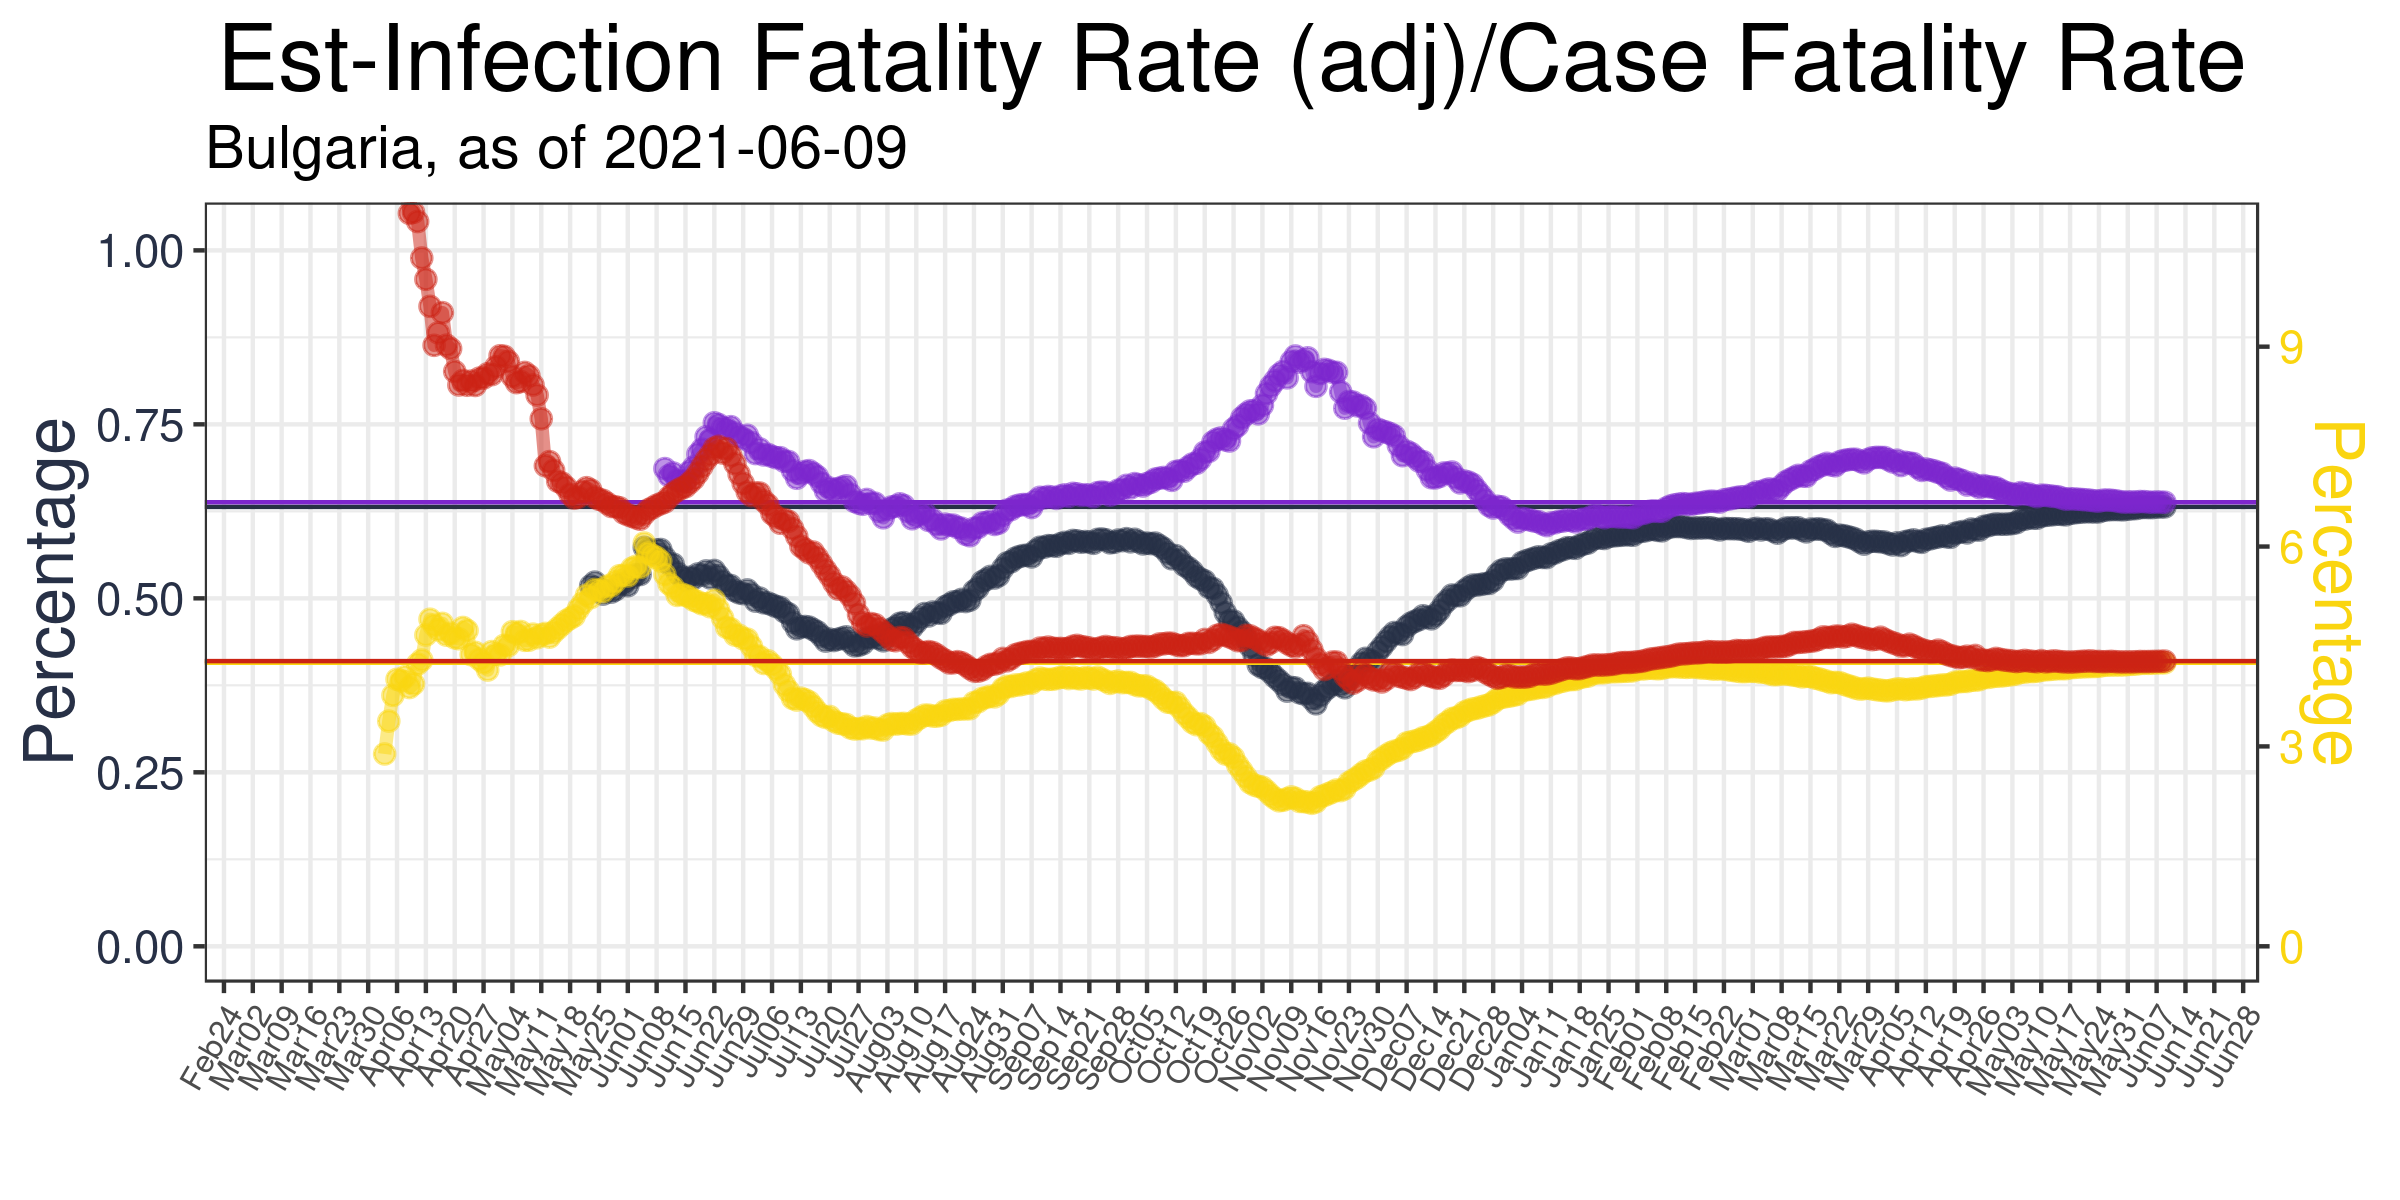 Est-Infection Fatality Rate (adj)/Case Fatality Rate
Bulgaria, as of 2021-06-09
Percentage
1.00
0.75
0.50
0.25
0.00
9
6
3
0
Percentage
Feb24 Mar02 Mar09 Mar16 Mar23 Mar30 Apr06 Apr13 Apr20 Apr27 May04 May11 May18 May25 Jun01 Jun08 Jun15 Jun22 Jun29 Jul06 Jul13 Jul20 Jul27 Aug03 Aug10 Aug17 Aug24 Aug31 Sep07 Sep14 Sep21 Sep28 Oct05 Oct12 Oct19 Oct26 Nov02 Nov09 Nov16 Nov23 Nov30 Dec07 Dec14 Dec21 Dec28 Jan04 Jan11 Jan18 Jan25 Feb01 Feb08 Feb15 Feb22 Mar01 Mar08 Mar15 Mar22 Mar29 Apr05 Apr12 Apr19 Apr26 May03 May10 May17 May24 May31 Jun07 Jun14 Jun21 Jun28